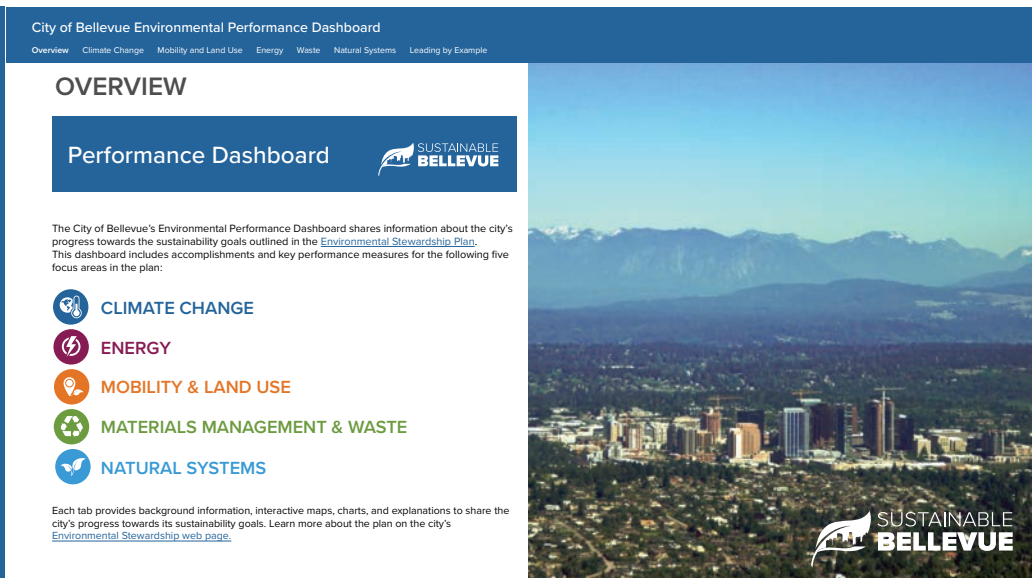 City of Bellevue Environmental Performance Dashboard
Overview Climate Change Mobility and Land Use Energy Waste Natural Systems Leading by Example
OVERVIEW
Performance Dashboard
SUSTAINABLE
BELLEVUE
The City of Bellevue's Environmental Performance Dashboard shares information about the city's
progress towards the sustainability goals outlined in the Environmental Stewardship Plan.
This dashboard includes accomplishments and key performance measures for the following five
focus areas in the plan:
CLIMATE CHANGE
ENERGY
MOBILITY & LAND USE
MATERIALS MANAGEMENT & WASTE
NATURAL SYSTEMS
Each tab provides background information, interactive maps, charts, and explanations to share the
city's progress towards its sustainability goals. Learn more about the plan on the city's
Environmental Stewardship web page.
SUSTAINABLE
BELLEVUE